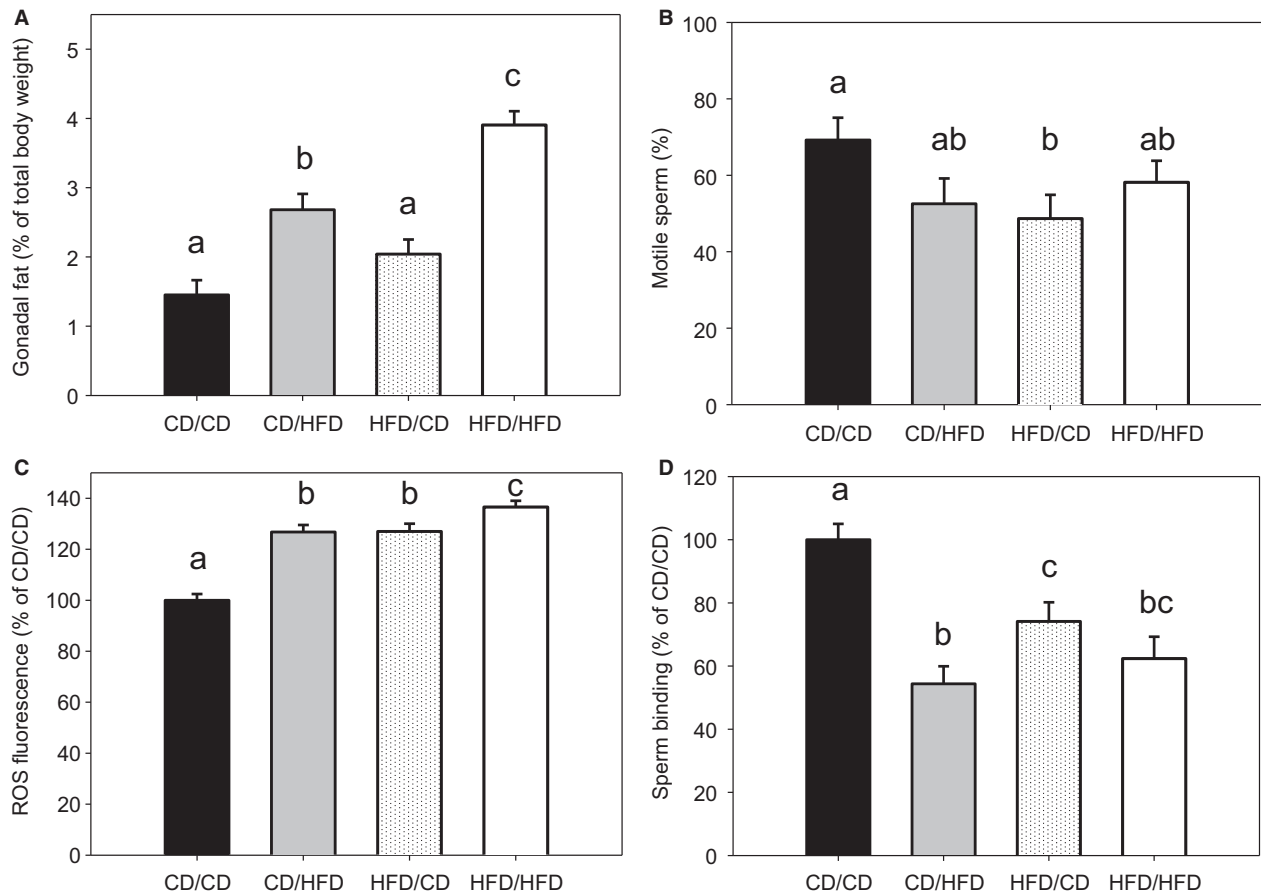 A
Gonadal fat (% of total body weight)
5
4
3
2
1
0
a
b
a
c
CD/CD CD/HFD HFD/CD HFD/HFD
B
Motile sperm (%)
100
80
60
40
20
0
a
ab
b
ab
CD/CD CD/HFD HFD/CD HFD/HFD
C
ROS fluorescence (% of CD/CD)
140
120
100
80
60
40
20
0
a
b
b
c
CD/CD CD/HFD HFD/CD HFD/HFD
D
Sperm binding (% of CD/CD)
120
100
80
60
40
20
0
a
b
c
bc
CD/CD CD/HFD HFD/CD HFD/HFD